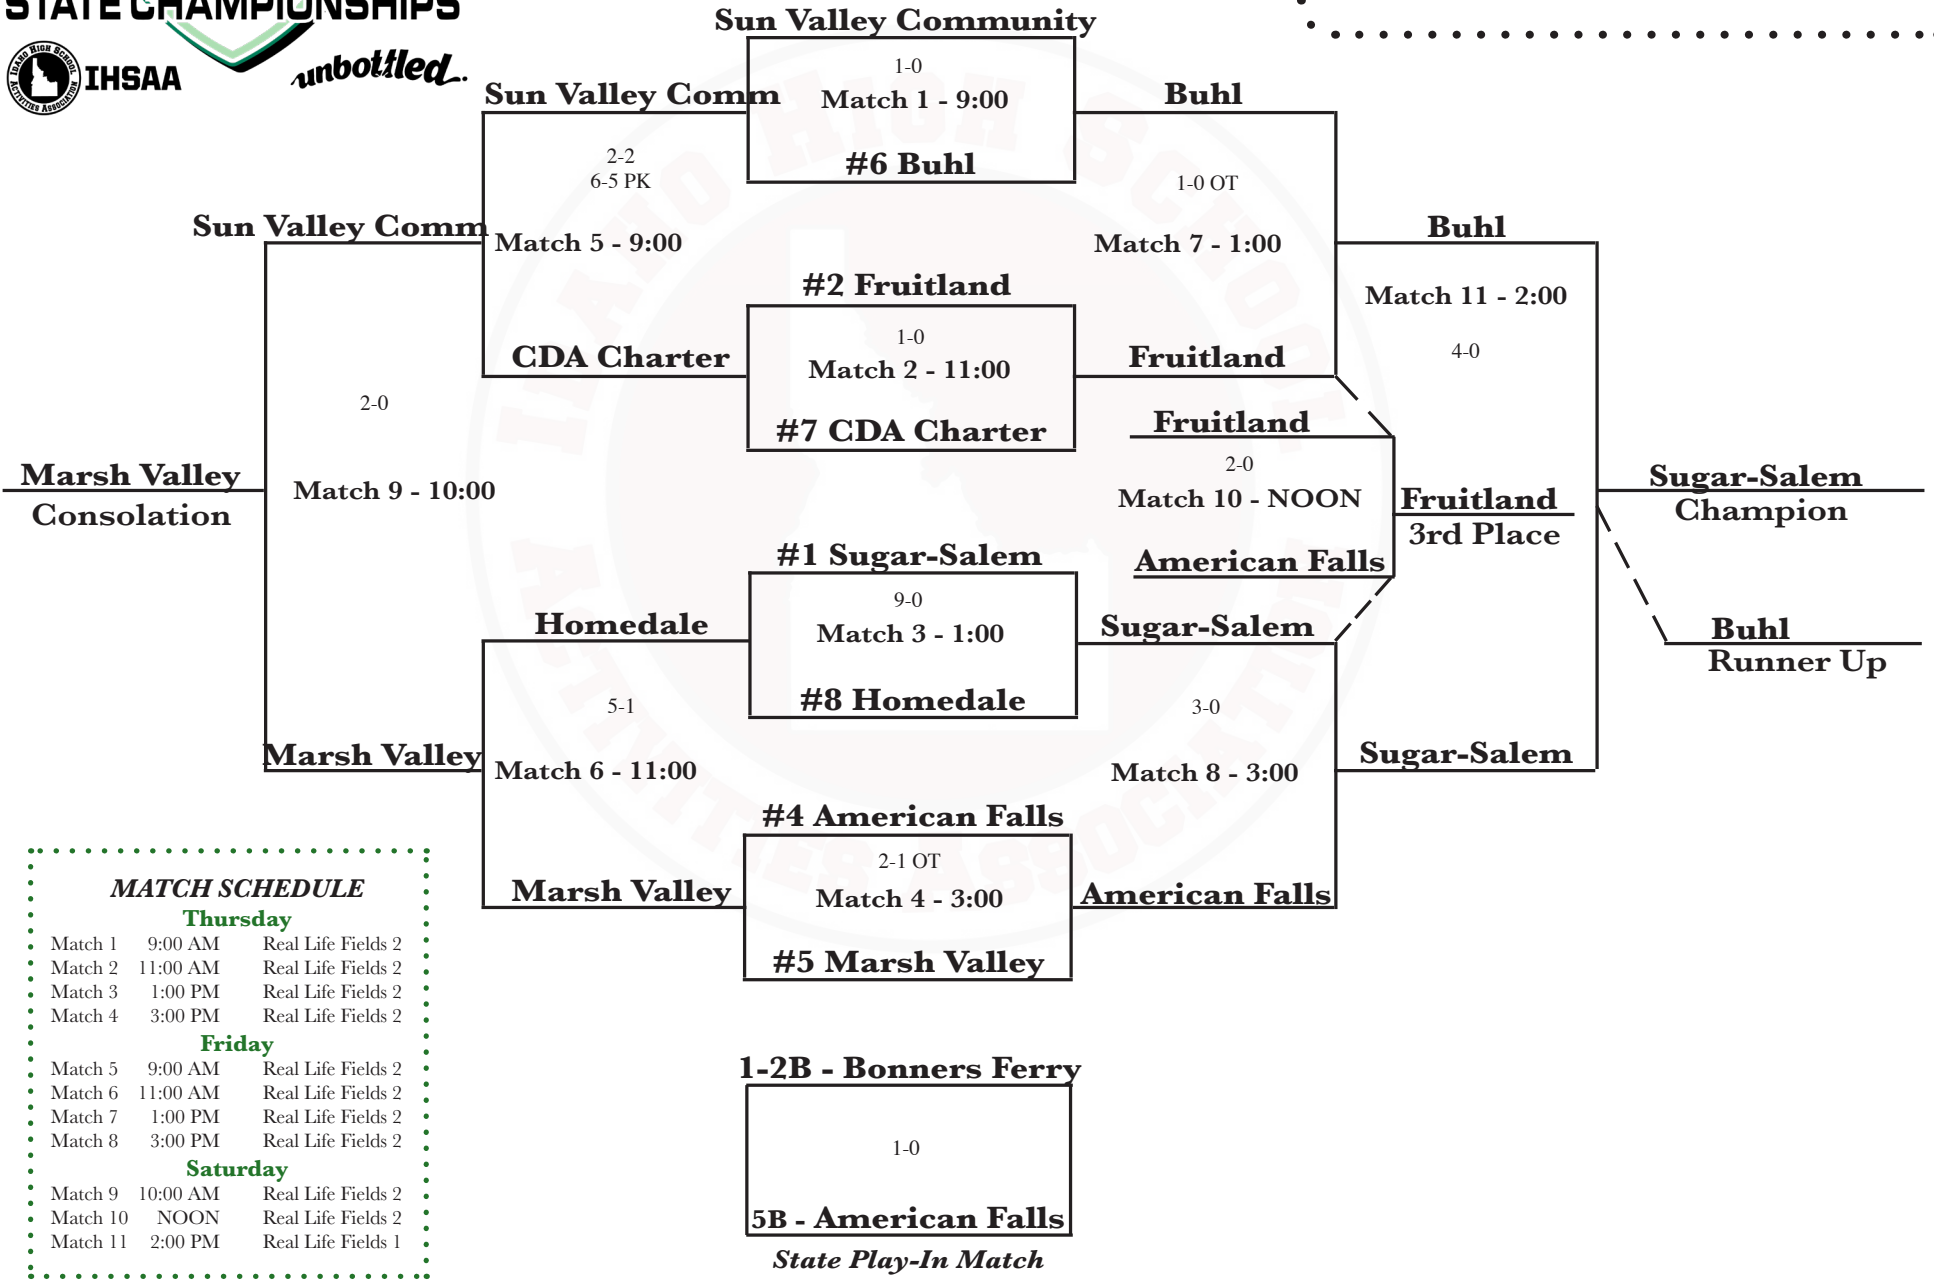 STATE CHAMPIONSHIPS
IDAHO HIGH SCHOOL
ACTIVITIES ASSOCIATION
IHSAA
unbottled.
Sun Valley Community
1-0
Match 1 - 9:00
#6 Buhl
Sun Valley Comm
2-2
6-5 PK
Match 5 - 9:00
Buhl
1-0 OT
Match 7 - 1:00
Sun Valley Comm
Buhl
Match 11 - 2:00
4-0
#2 Fruitland
1-0
Match 2 - 11:00
#7 CDA Charter
CDA Charter
Fruitland
2-0
Match 9 - 10:00
Marsh Valley
Consolation
Fruitland
2-0
Match 10 - NOON
American Falls
Fruitland
3rd Place
Sugar-Salem
Champion
Buhl
Runner Up
#1 Sugar-Salem
9-0
Match 3 - 1:00
#8 Homedale
Homedale
5-1
Match 6 - 11:00
Sugar-Salem
3-0
Match 8 - 3:00
Marsh Valley
Sugar-Salem
#4 American Falls
2-1 OT
Match 4 - 3:00
#5 Marsh Valley
Marsh Valley
American Falls
MATCH SCHEDULE
Thursday
Match 1 9:00 AM Real Life Fields 2
Match 2 11:00 AM Real Life Fields 2
Match 3 1:00 PM Real Life Fields 2
Match 4 3:00 PM Real Life Fields 2
Friday
Match 5 9:00 AM Real Life Fields 2
Match 6 11:00 AM Real Life Fields 2
Match 7 1:00 PM Real Life Fields 2
Match 8 3:00 PM Real Life Fields 2
Saturday
Match 9 10:00 AM Real Life Fields 2
Match 10 NOON Real Life Fields 2
Match 11 2:00 PM Real Life Fields 1
1-2B - Bonners Ferry
1-0
5B - American Falls
State Play-In Match
IDAHO HIGH SCHOOL
ACTIVITIES ASSOCIATION